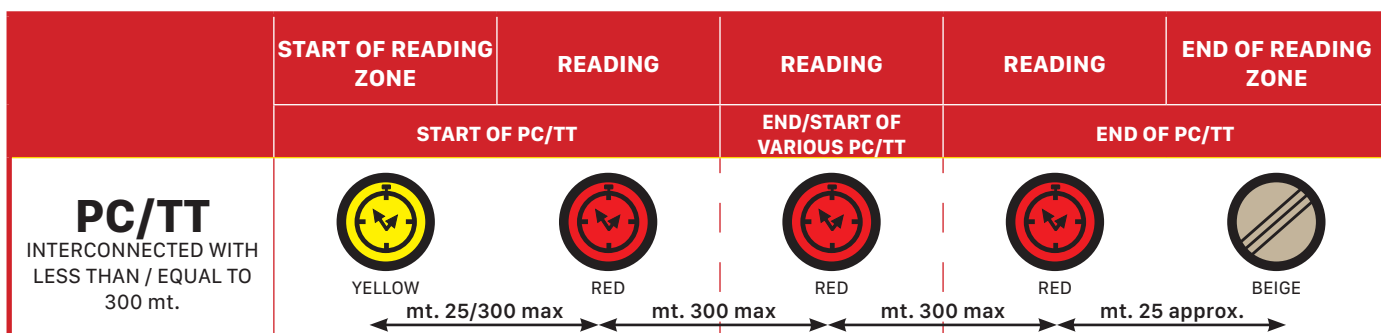 START OF READING
ZONE
READING
READING
READING
END OF READING
ZONE
START OF PC/TT
END/START OF
VARIOUS PC/TT
END OF PC/TT
PC/TT
INTERCONNECTED WITH
LESS THAN / EQUAL TO
300 mt.
YELLOW
RED
RED
RED
BEIGE
mt. 25/300 max
mt. 300 max
mt. 300 max
mt. 25 approx.